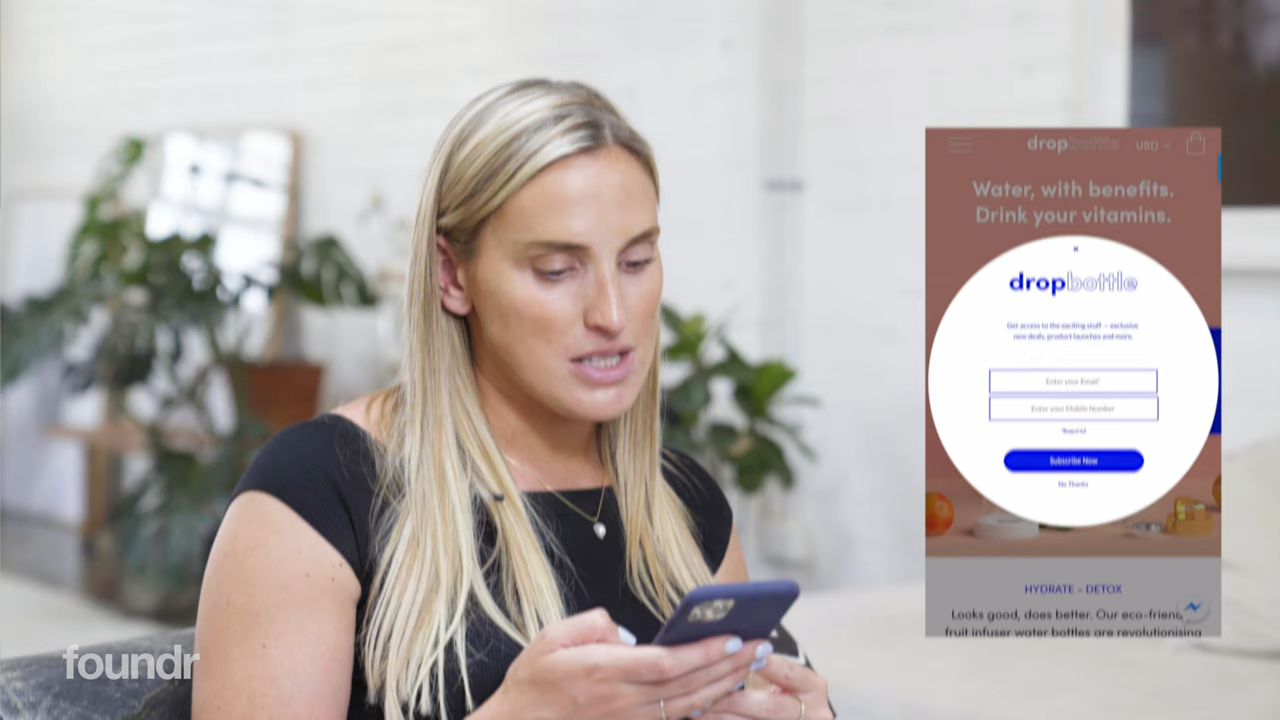 dropbottle USD
Water, with benefits.
Drink your vitamins.
dropbottle
Get access to the exciting stuff — exclusive
new deals, product launches and more.
Enter your Email*
Enter your Mobile Number
*Required
Subscribe Now
No Thanks
HYDRATE - DETOX
Looks good, does better. Our eco-frien
fruit infuser water bottles are revolutionising
foundr